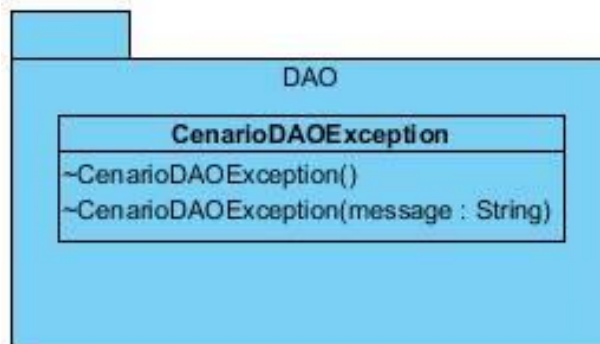 DAO
CenarioDAOException
~CenarioDAOException()
~CenarioDAOException(message : String)